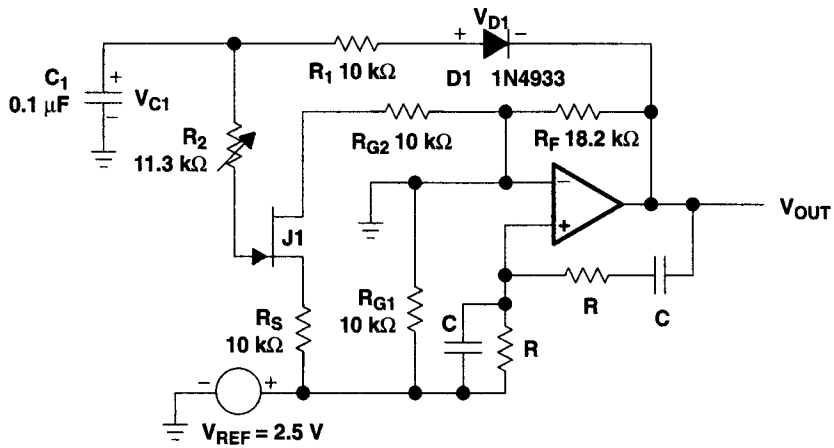 + VD1 −
C1
0.1 µF
+
VC1
−
R1 10 kΩ
D1 1N4933
R2
11.3 kΩ
RG2
10 kΩ
RF 18.2 kΩ
−
+
VOUT
J1
R C
RS
10 kΩ
RG1
10 kΩ
C
R
− +
VREF = 2.5 V